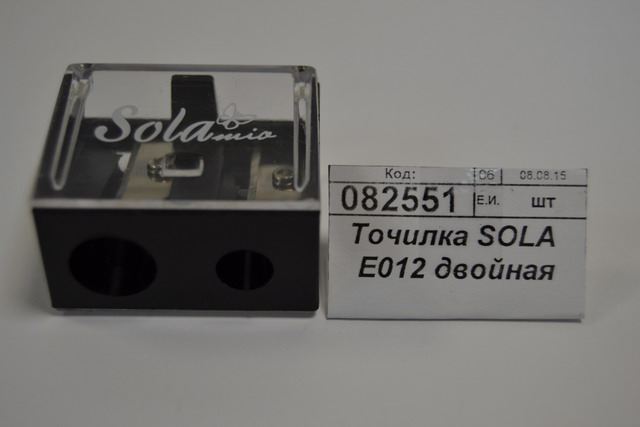 Sola
mio
Код: 06 08.08.15
082551 Е.И. шт
Точилка SOLA
E012 двойная